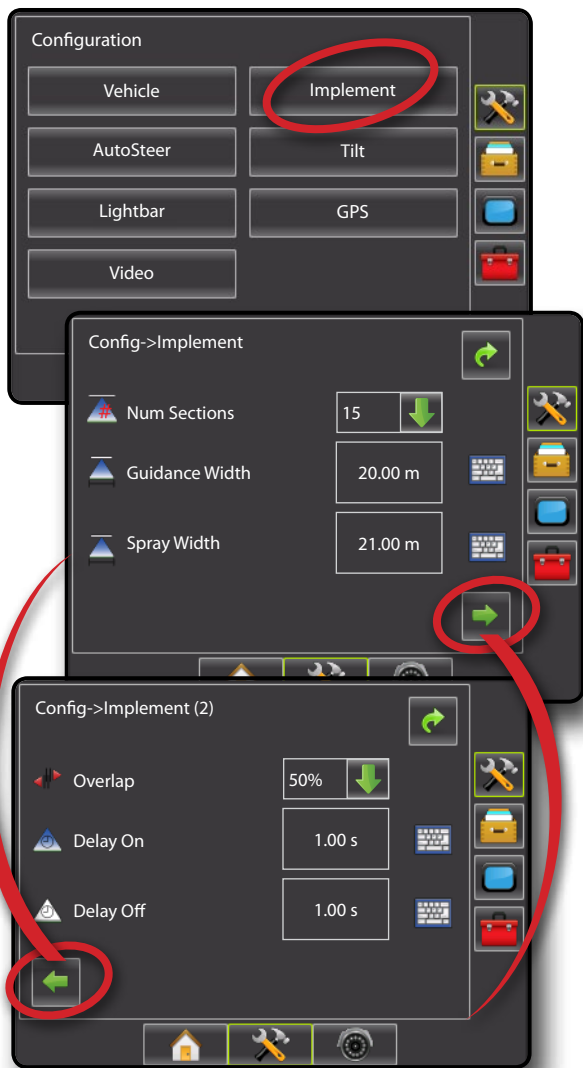 Configuration
Vehicle Implement
AutoSteer Tilt
Lightbar GPS
Video
Config->Implement
# Num Sections 15
Guidance Width 20.00 m
Spray Width 21.00 m
Config->Implement (2)
Overlap 50%
Delay On 1.00 s
Delay Off 1.00 s